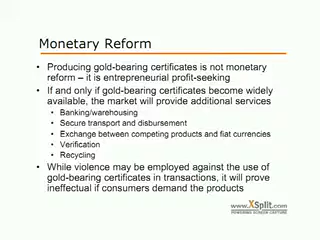 Monetary Reform
• Producing gold-bearing certificates is not monetary
reform – it is entrepreneurial profit-seeking
• If and only if gold-bearing certificates become widely
available, the market will provide additional services
• Banking/warehousing
• Secure transport and disbursement
• Exchange between competing products and fiat currencies
• Verification
• Recycling
• While violence may be employed against the use of
gold-bearing certificates in transactions, it will prove
ineffectual if consumers demand the products
www.XSplit.com
POWERING SCREEN CAPTURE